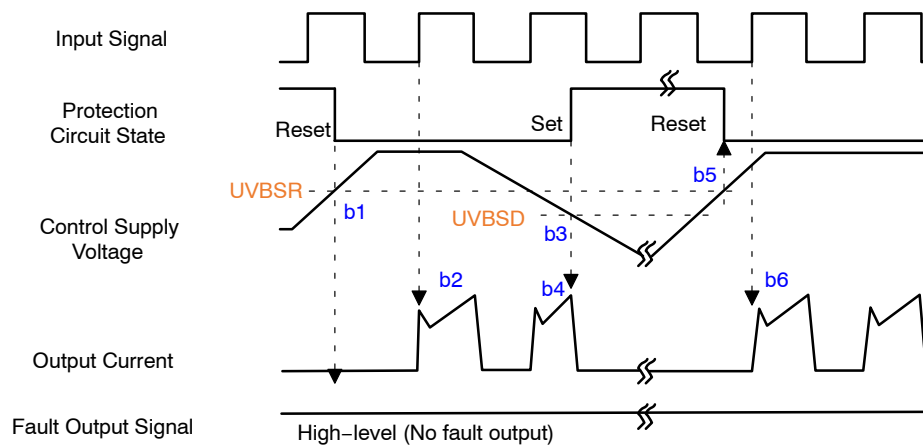 Input Signal
Protection
Circuit State
Reset
Set
Reset
UVBSR
b1
UVBSD
b3
b5
Control Supply
Voltage
b2
b4
b6
Output Current
Fault Output Signal
High−level (No fault output)